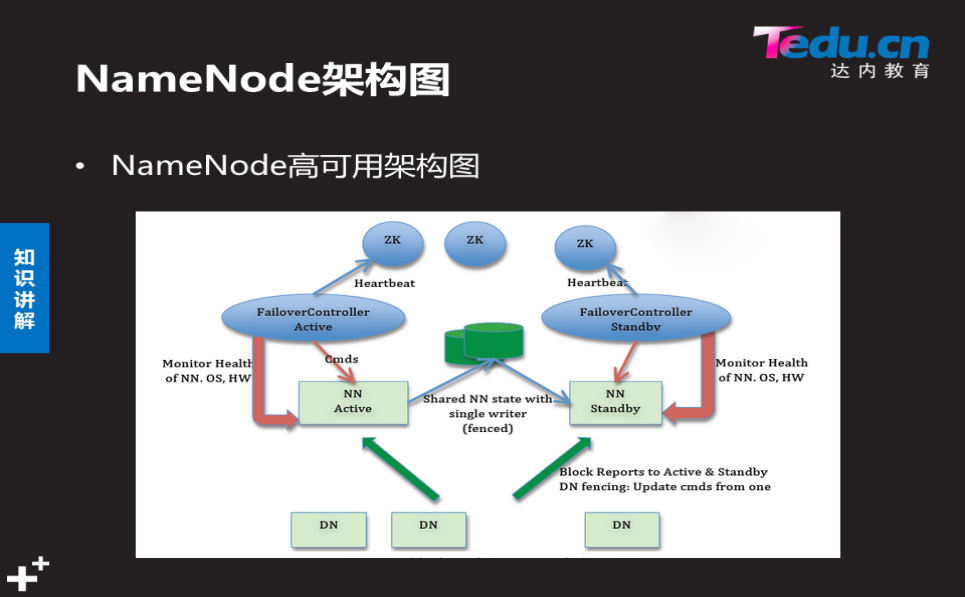 Tedu.cn
达内教育
NameNode架构图
• NameNode高可用架构图
知识讲解
ZK
ZK
ZK
Heartbeat
Heartbeat
FailoverController
Active
FailoverController
Standby
Cmds
Monitor Health
of NN. OS, HW
Monitor Health
of NN. OS, HW
NN
Active
Shared NN state with
single writer
(fenced)
NN
Standby
Block Reports to Active & Standby
DN fencing: Update cmds from one
DN
DN
DN